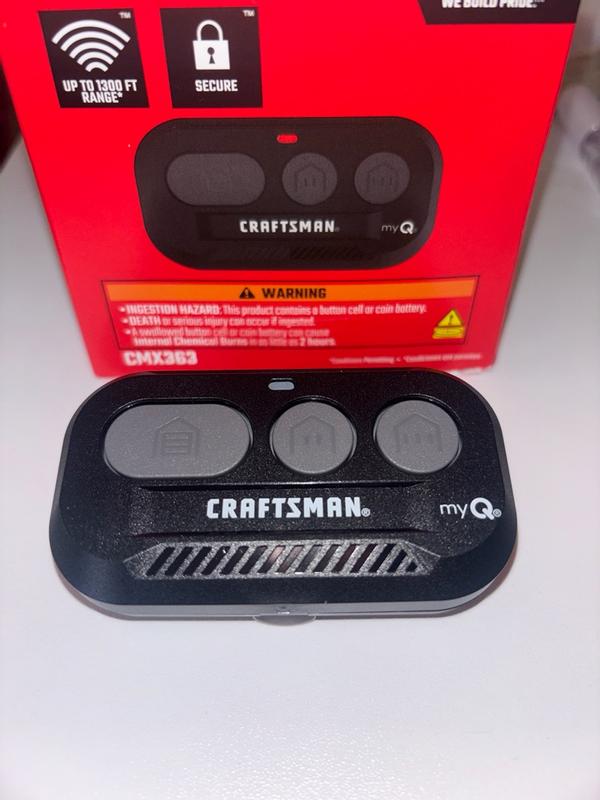 WE BUILD PRIDE.
TM
TM
UP TO 1300 FT
RANGE*
SECURE
CRAFTSMAN®
myQ®
WARNING
• INGESTION HAZARD: This product contains a button cell or coin battery.
• DEATH or serious injury can occur if ingested.
• A swallowed button cell or coin battery can cause
Internal Chemical Burns in as little as 2 hours.
CMX363
CRAFTSMAN®
myQ®